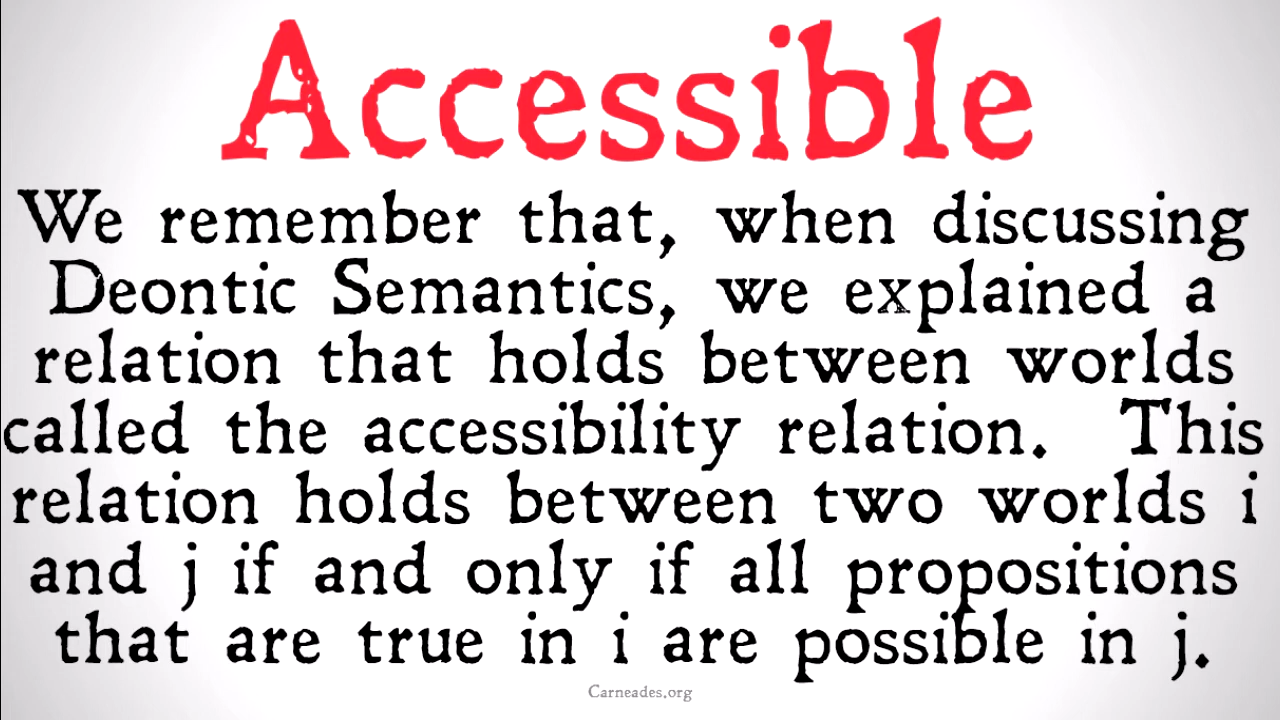 Accessible
We remember that, when discussing
Deontic Semantics, we explained a
relation that holds between worlds
called the accessibility relation. This
relation holds between two worlds i
and j if and only if all propositions
that are true in i are possible in j.
Carneades.org